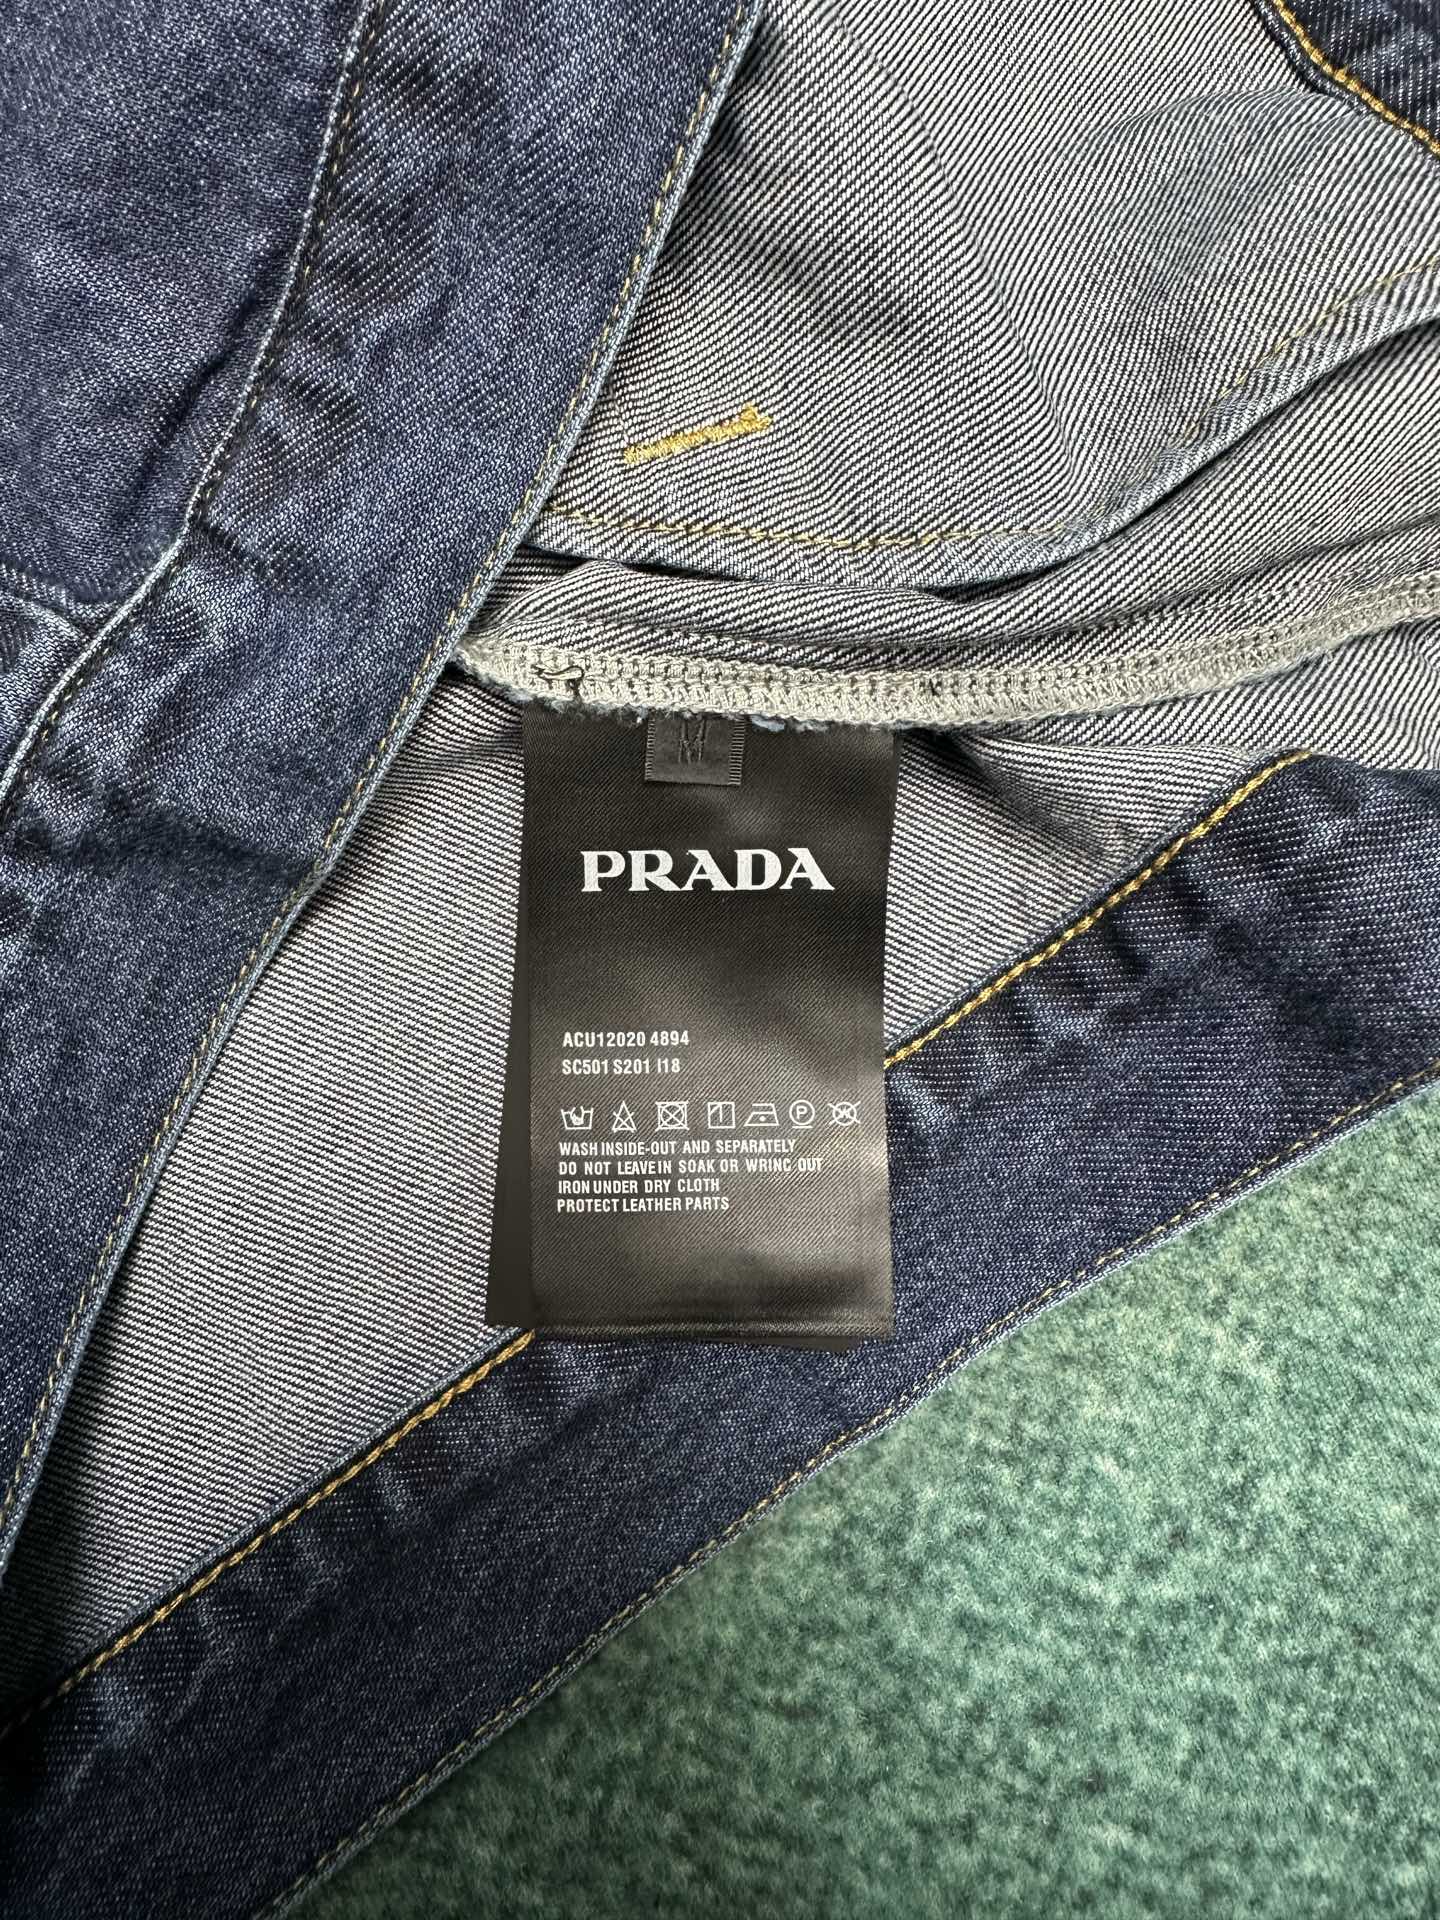 M
PRADA
ACU12020 4894
SC501 S201 I18
P
W
WASH INSIDE-OUT AND SEPARATELY
DO NOT LEAVEIN SOAK OR WRINC OUT
IRON UNDER DRY CLOTH
PROTECT LEATHER PARTS